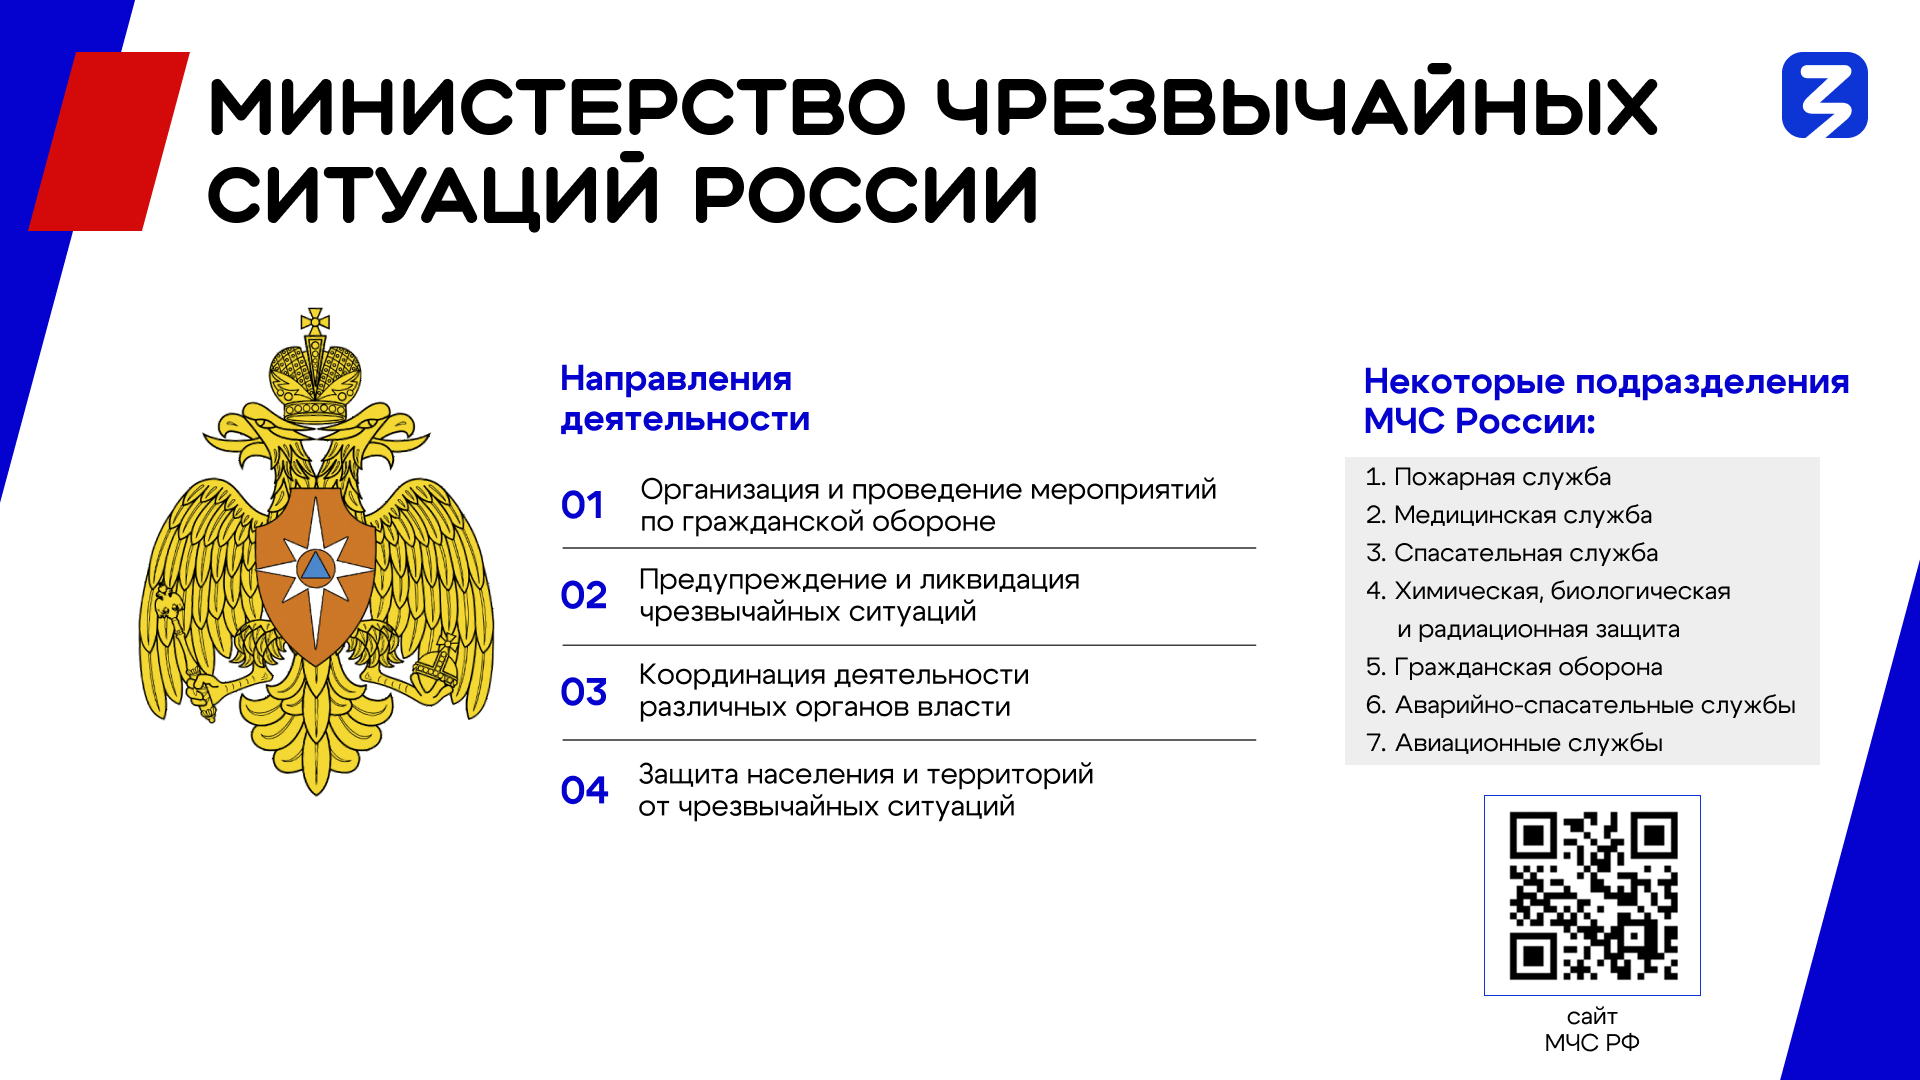 МИНИСТЕРСТВО ЧРЕЗВЫЧАЙНЫХ
СИТУАЦИЙ РОССИИ
Направления
деятельности
01
Организация и проведение мероприятий
по гражданской обороне
02
Предупреждение и ликвидация
чрезвычайных ситуаций
03
Координация деятельности
различных органов власти
04
Защита населения и территорий
от чрезвычайных ситуаций
Некоторые подразделения
МЧС России:
1. Пожарная служба
2. Медицинская служба
3. Спасательная служба
4. Химическая, биологическая
и радиационная защита
5. Гражданская оборона
6. Аварийно-спасательные службы
7. Авиационные службы
сайт
МЧС РФ